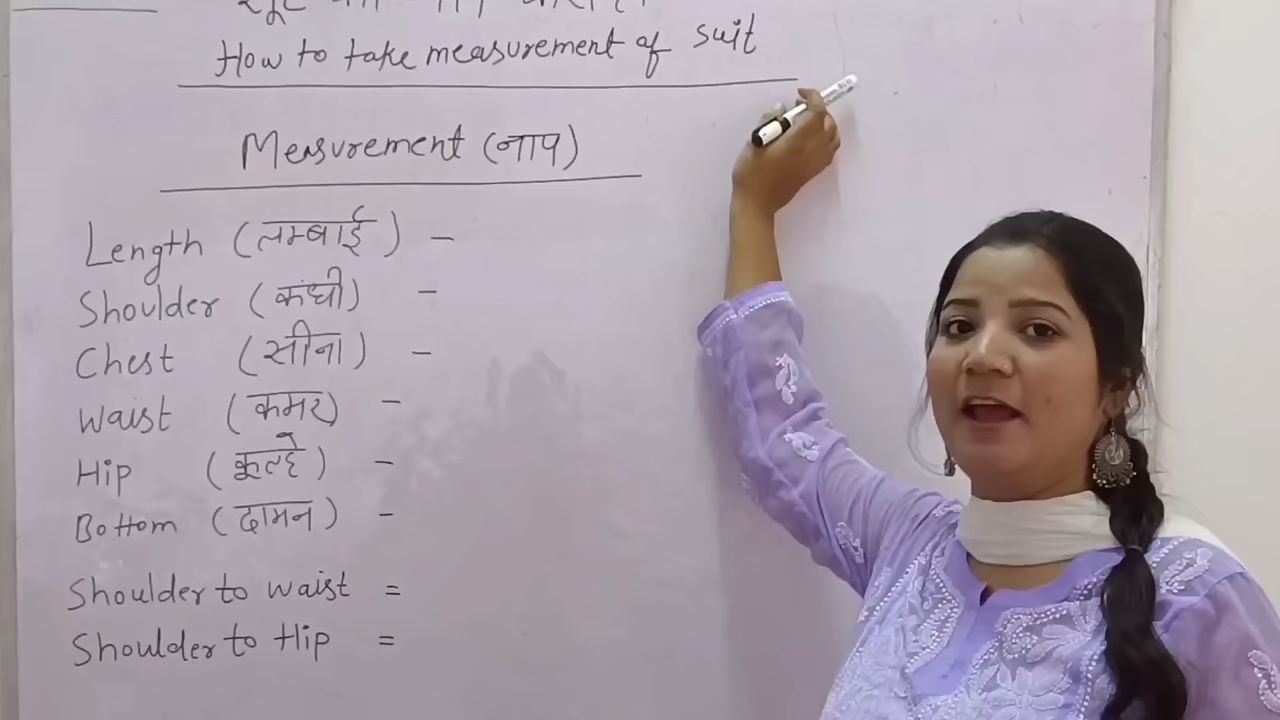 How to take measurement of suit
Measurement (नाप)
Length (लम्बाई) -
Shoulder (कंधी) -
Chest (सीना) -
Waist (कमर) -
Hip (कूल्हे) -
Bottom (दामन) -
Shoulder to waist =
Shoulder to Hip =